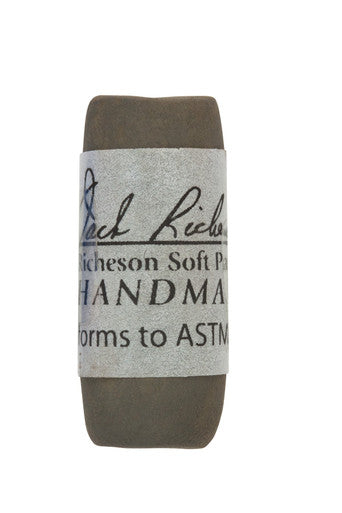 Jack Riche
Richeson Soft Pa
HANDMA
forms to ASTM